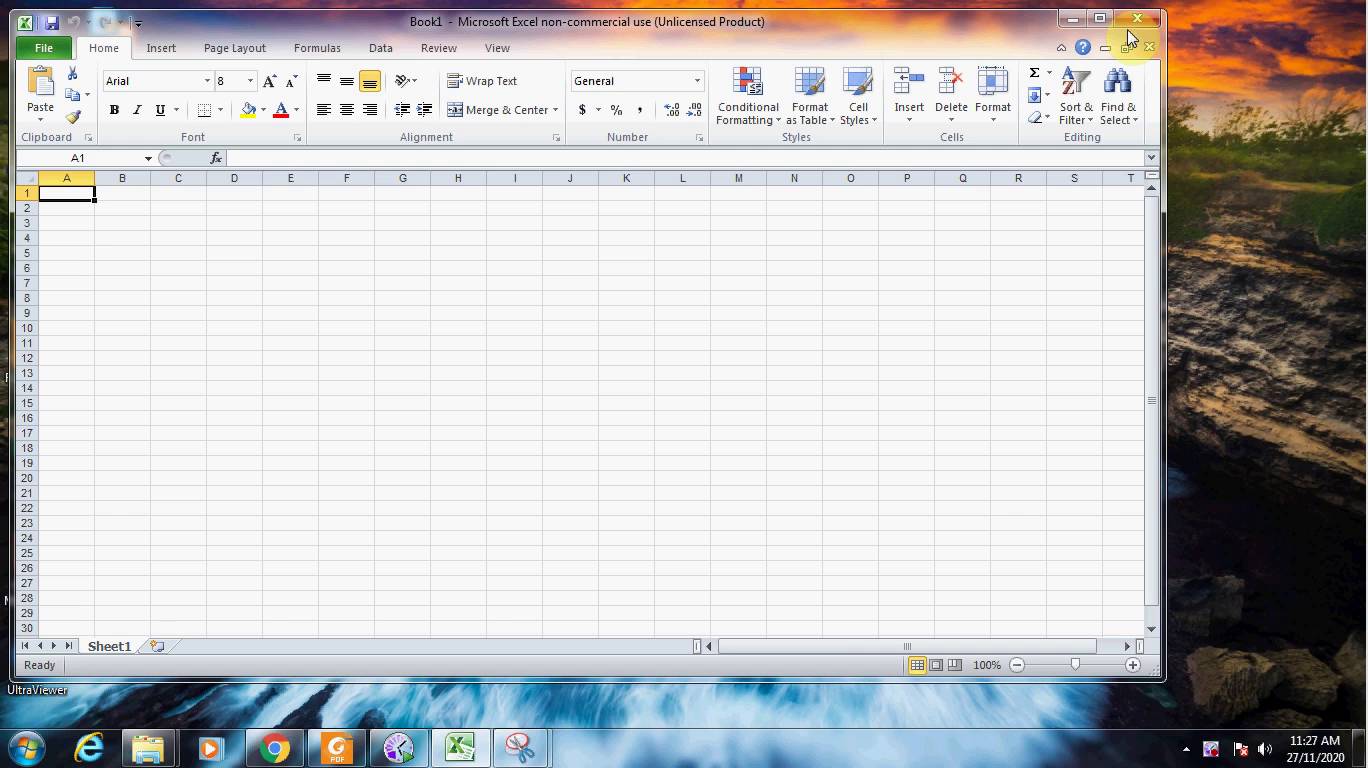 Book1 - Microsoft Excel non-commercial use (Unlicensed Product)
File Home Insert Page Layout Formulas Data Review View
Arial 8 Wrap Text General
Paste B I U Merge & Center $ % , Conditional Formatting Format as Table Cell Styles Insert Delete Format Σ Sort & Filter Find & Select
Clipboard Font Alignment Number Styles Cells Editing
A1 fx
A B C D E F G H I J K L M N O P Q R S T
1
2
3
4
5
6
7
8
9
10
11
12
13
14
15
16
17
18
19
20
21
22
23
24
25
26
27
28
29
30
Sheet1
Ready 100%
UltraViewer
PDF
11:27 AM
27/11/2020